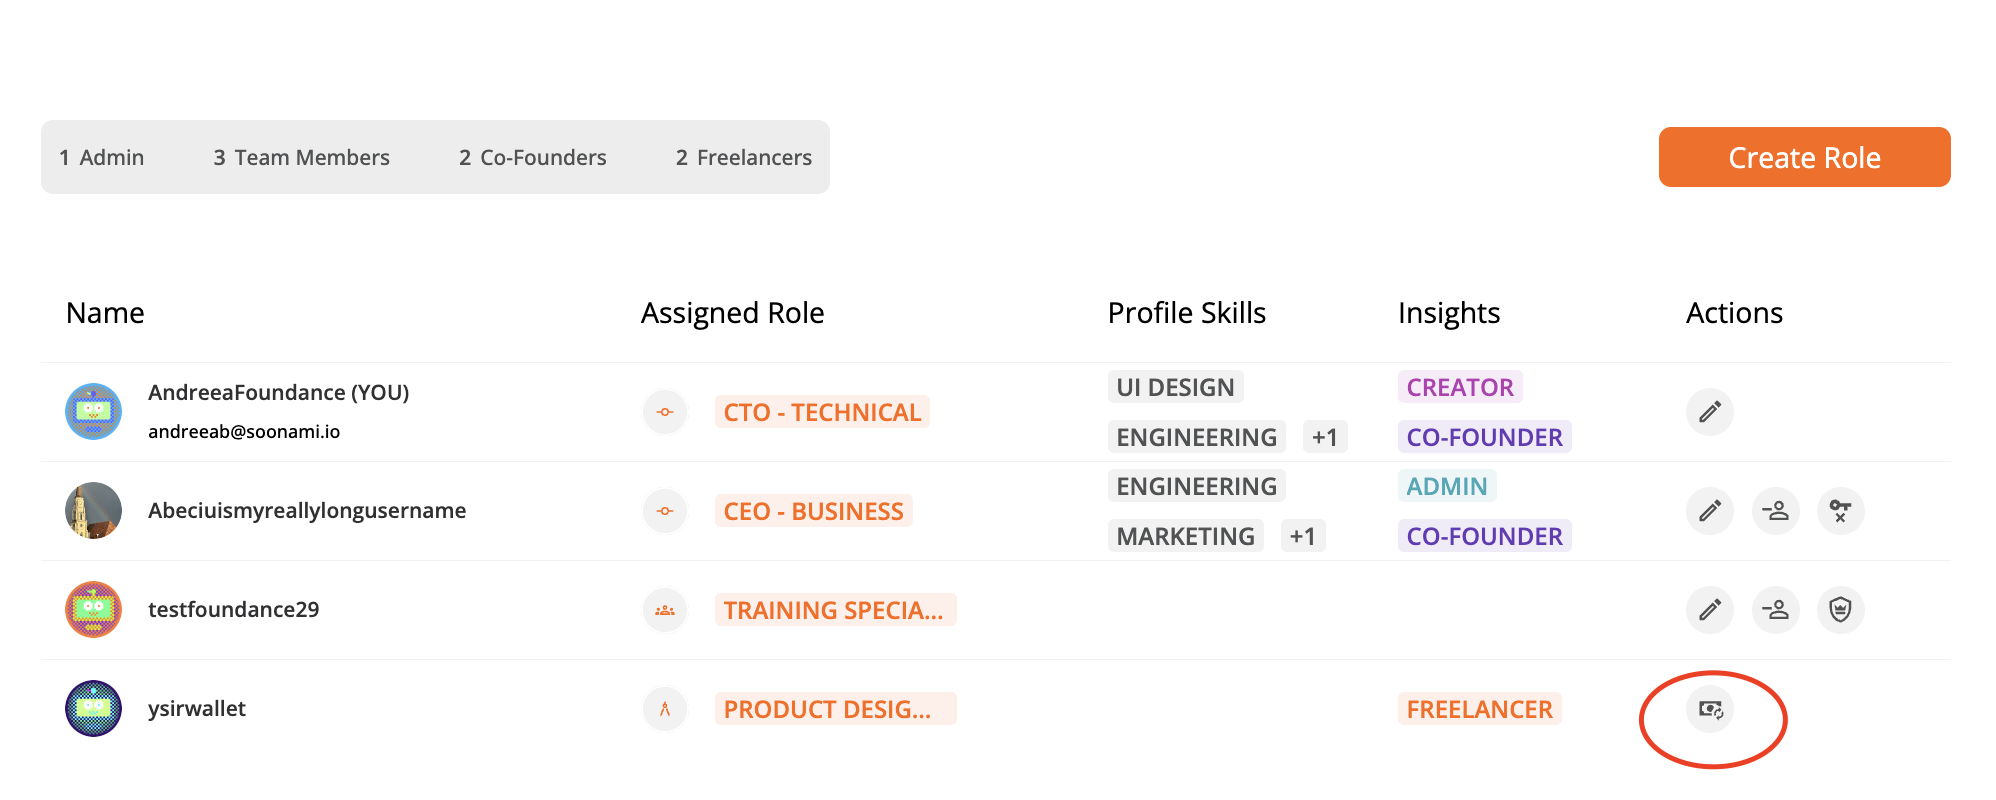 1 Admin 3 Team Members 2 Co-Founders 2 Freelancers
Create Role
Name Assigned Role Profile Skills Insights Actions
AndreeaFoundance (YOU)
andreeab@soonami.io
CTO - TECHNICAL
UI DESIGN
ENGINEERING +1
CREATOR
CO-FOUNDER
Abeciuismyreallylongusername
CEO - BUSINESS
ENGINEERING
MARKETING +1
ADMIN
CO-FOUNDER
testfoundance29
TRAINING SPECIA...
ysirwallet
PRODUCT DESIG...
FREELANCER